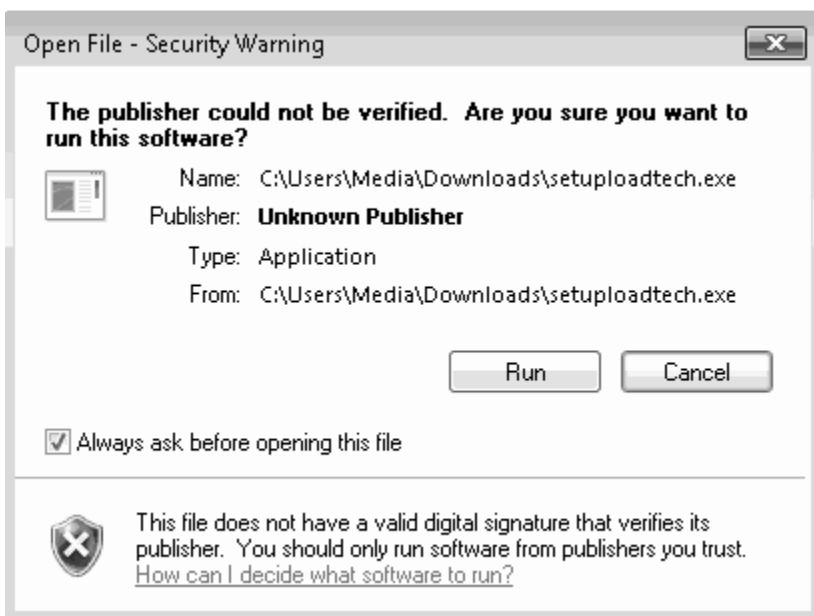 Open File - Security Warning
The publisher could not be verified.  Are you sure you want to
run this software?
Name: C:\Users\Media\Downloads\setuploadtech.exe
Publisher: Unknown Publisher
Type: Application
From: C:\Users\Media\Downloads\setuploadtech.exe
Run Cancel
Always ask before opening this file
This file does not have a valid digital signature that verifies its
publisher.  You should only run software from publishers you trust.
How can I decide what software to run?